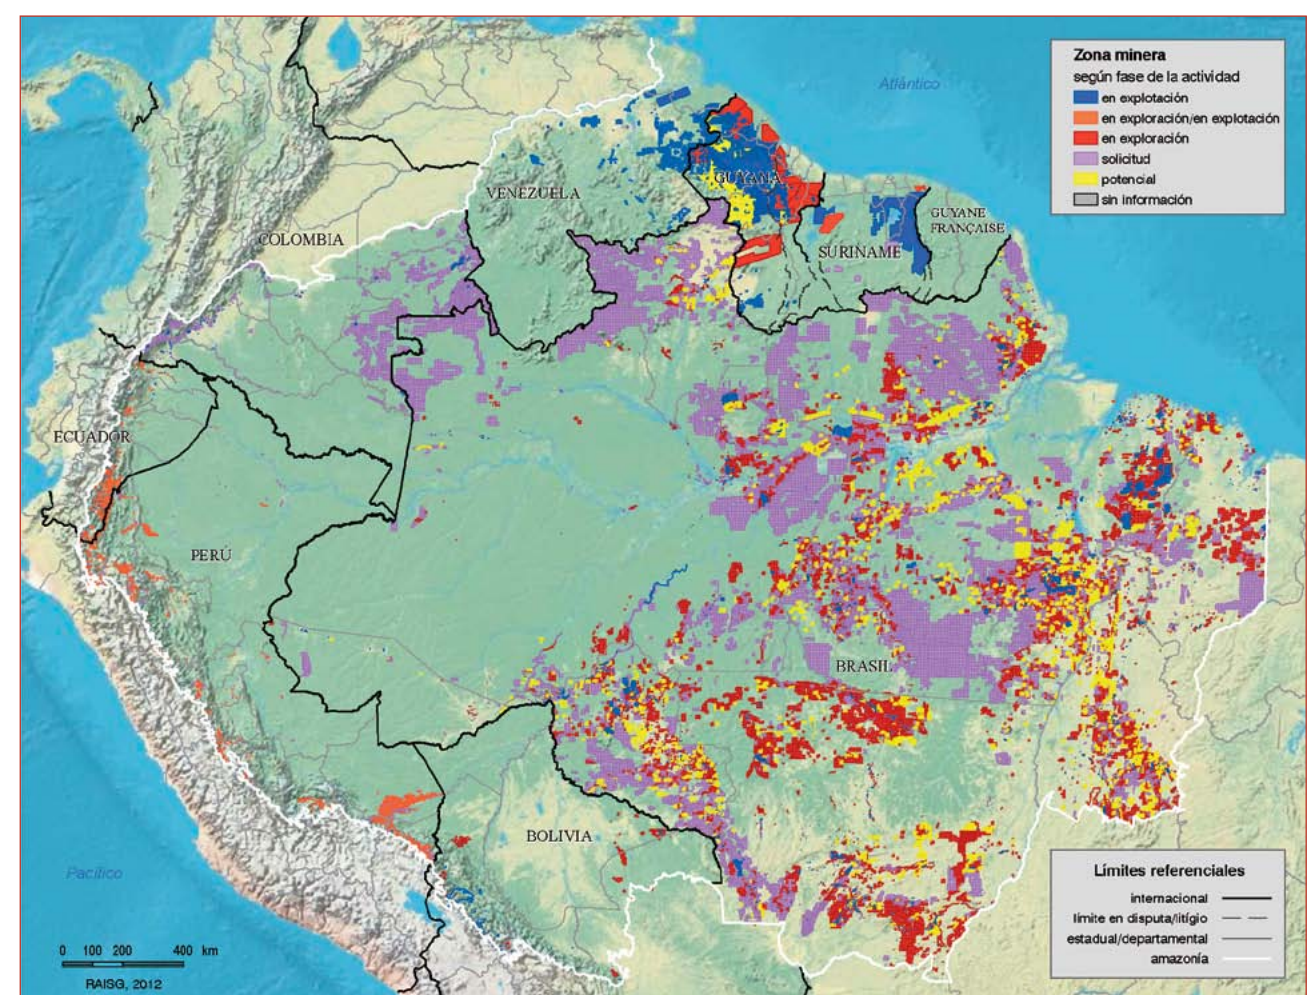 Zona minera
según fase de la actividad
en explotación
en exploración/en explotación
en exploración
solicitud
potencial
sin información
Atlántico
VENEZUELA
GUYANA
GUYANE
FRANÇAISE
COLOMBIA
SURINAME
ECUADOR
PERÚ
BRASIL
BOLIVIA
Pacífico
Límites referenciales
internacional
límite en disputa/litígio
estadual/departamental
amazonía
0 100 200 400 km
RAISG, 2012